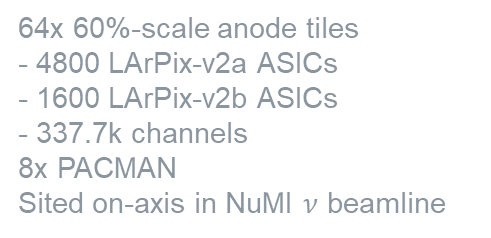 64x 60%-scale anode tiles
- 4800 LArPix-v2a ASICs
- 1600 LArPix-v2b ASICs
- 337.7k channels
8x PACMAN
Sited on-axis in NuMI ν beamline